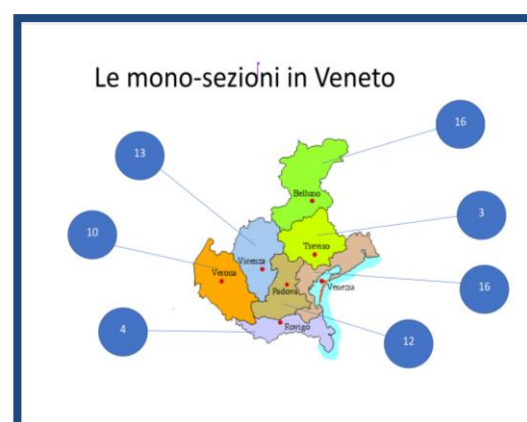 Le mono-sezioni in Veneto
16
13
Belluno
3
10
Treviso
Vicenza
Verona
Padova
Venezia
16
4
Rovigo
12